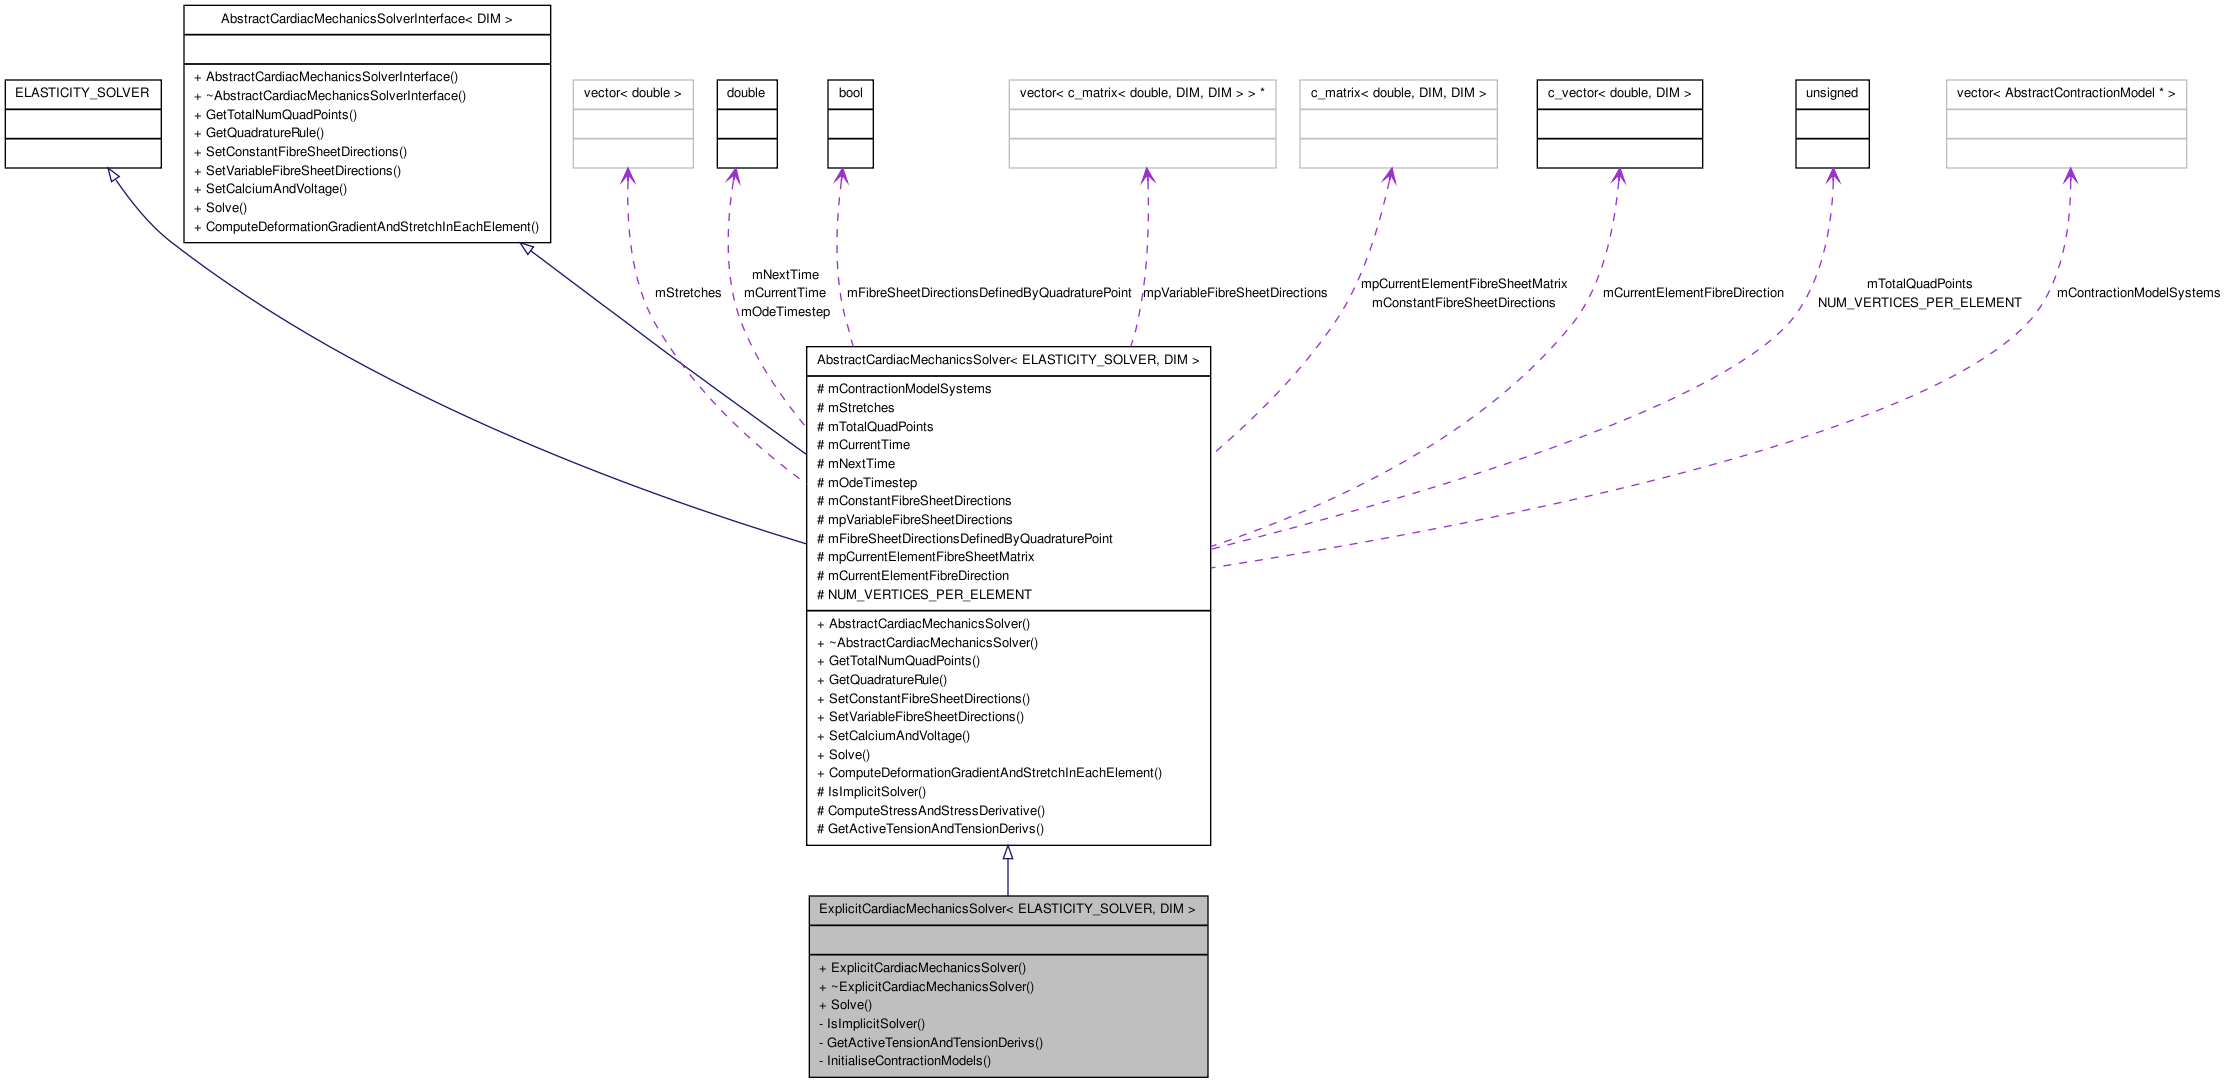 AbstractCardiacMechanicsSolverInterface< DIM >
+ AbstractCardiacMechanicsSolverInterface()
+ ~AbstractCardiacMechanicsSolverInterface()
+ GetTotalNumQuadPoints()
+ GetQuadratureRule()
+ SetConstantFibreSheetDirections()
+ SetVariableFibreSheetDirections()
+ SetCalciumAndVoltage()
+ Solve()
+ ComputeDeformationGradientAndStretchInEachElement()
ELASTICITY_SOLVER
vector< double >
double
bool
vector< c_matrix< double, DIM, DIM > > *
c_matrix< double, DIM, DIM >
c_vector< double, DIM >
unsigned
vector< AbstractContractionModel * >
mStretches
mNextTime
mCurrentTime
mOdeTimestep
mFibreSheetDirectionsDefinedByQuadraturePoint
mpVariableFibreSheetDirections
mpCurrentElementFibreSheetMatrix
mConstantFibreSheetDirections
mCurrentElementFibreDirection
mTotalQuadPoints
NUM_VERTICES_PER_ELEMENT
mContractionModelSystems
AbstractCardiacMechanicsSolver< ELASTICITY_SOLVER, DIM >
# mContractionModelSystems
# mStretches
# mTotalQuadPoints
# mCurrentTime
# mNextTime
# mOdeTimestep
# mConstantFibreSheetDirections
# mpVariableFibreSheetDirections
# mFibreSheetDirectionsDefinedByQuadraturePoint
# mpCurrentElementFibreSheetMatrix
# mCurrentElementFibreDirection
# NUM_VERTICES_PER_ELEMENT
+ AbstractCardiacMechanicsSolver()
+ ~AbstractCardiacMechanicsSolver()
+ GetTotalNumQuadPoints()
+ GetQuadratureRule()
+ SetConstantFibreSheetDirections()
+ SetVariableFibreSheetDirections()
+ SetCalciumAndVoltage()
+ Solve()
+ ComputeDeformationGradientAndStretchInEachElement()
# IsImplicitSolver()
# ComputeStressAndStressDerivative()
# GetActiveTensionAndTensionDerivs()
ExplicitCardiacMechanicsSolver< ELASTICITY_SOLVER, DIM >
+ ExplicitCardiacMechanicsSolver()
+ ~ExplicitCardiacMechanicsSolver()
+ Solve()
- IsImplicitSolver()
- GetActiveTensionAndTensionDerivs()
- InitialiseContractionModels()